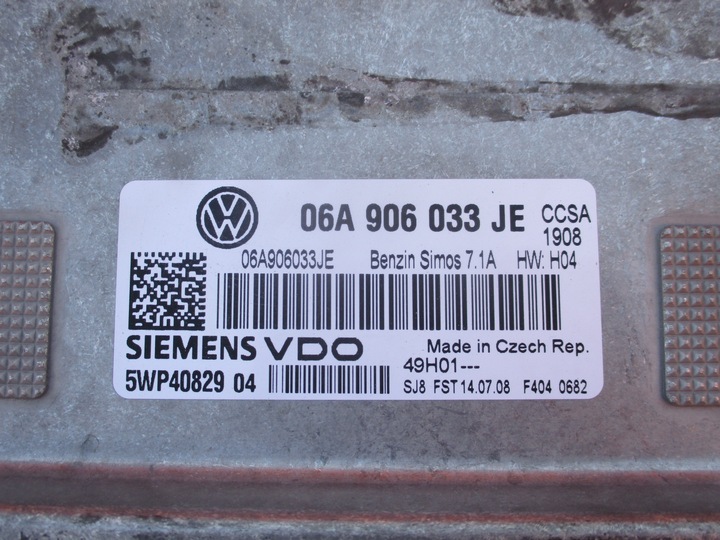 06A 906 033 JE CCSA
1908
06A906033JE Benzin Simos 7.1A HW: H04
SIEMENS VDO Made in Czech Rep.
49H01---
5WP40829 04 SJ8 FST 14.07.08 F404 0682